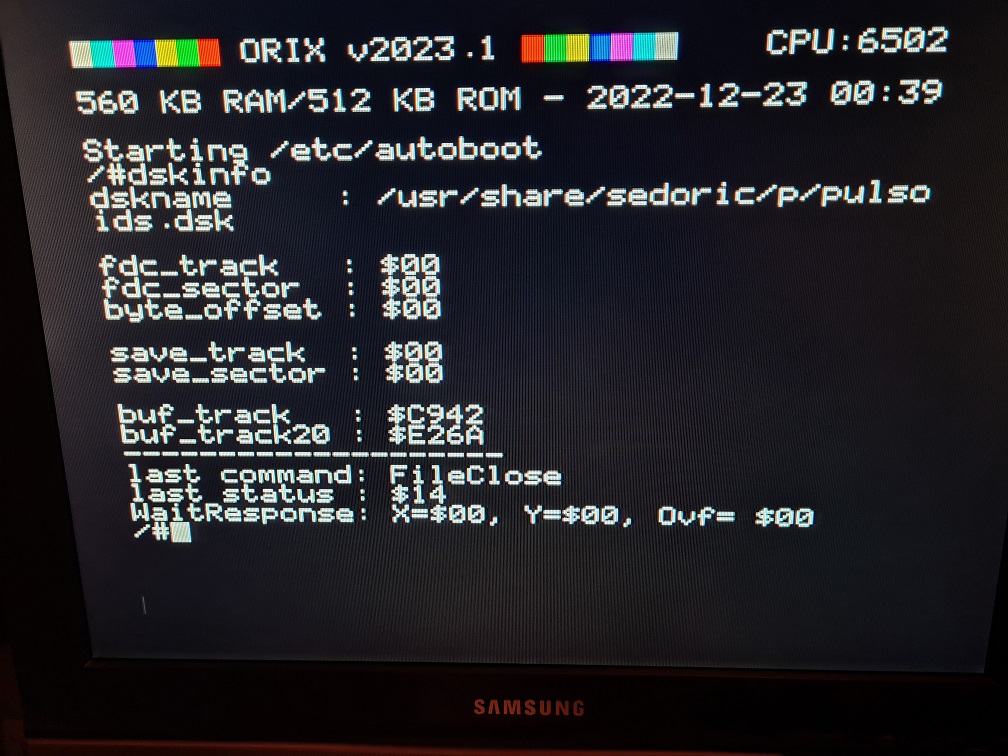 ORIX v2023.1 CPU:6502
560 KB RAM/512 KB ROM - 2022-12-23 00:39
Starting /etc/autoboot
/#dskinfo
dskname : /usr/share/sedoric/p/pulso
ids.dsk
fdc_track : $00
fdc_sector : $00
byte_offset : $00
save_track : $00
save_sector : $00
buf_track : $C942
buf_track20 : $E26A
--------------------
last command: FileClose
last status : $14
WaitResponse: X=$00, Y=$00, Ovf= $00
/#
SAMSUNG